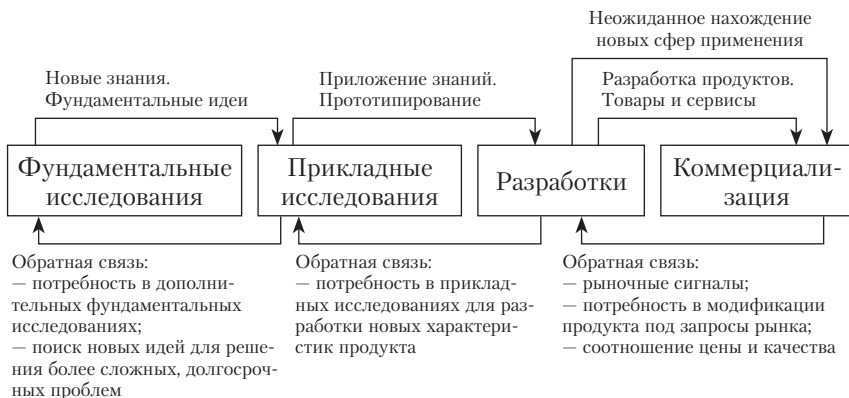 Неожиданное нахождение
новых сфер применения
Новые знания.
Фундаментальные идеи
Приложение знаний.
Прототипирование
Разработка продуктов.
Товары и сервисы
Фундаментальные
исследования
Прикладные
исследования
Разработки
Коммерциали-
зация
Обратная связь:
— потребность в дополни-
тельных фундаментальных
исследованиях;
— поиск новых идей для реше-
ния более сложных, долгосроч-
ных проблем
Обратная связь:
— потребность в приклад-
ных исследованиях для раз-
работки новых характери-
стик продукта
Обратная связь:
— рыночные сигналы;
— потребность в модификации
продукта под запросы рынка;
— соотношение цены и качества